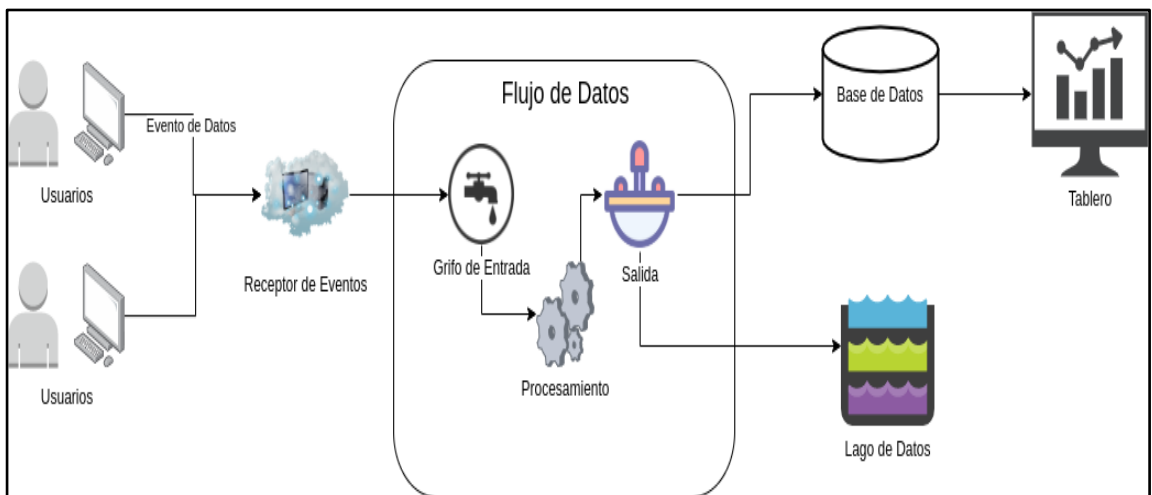 Flujo de Datos
Usuarios
Evento de Datos
Receptor de Eventos
Usuarios
Grifo de Entrada
Procesamiento
Salida
Base de Datos
Tablero
Lago de Datos